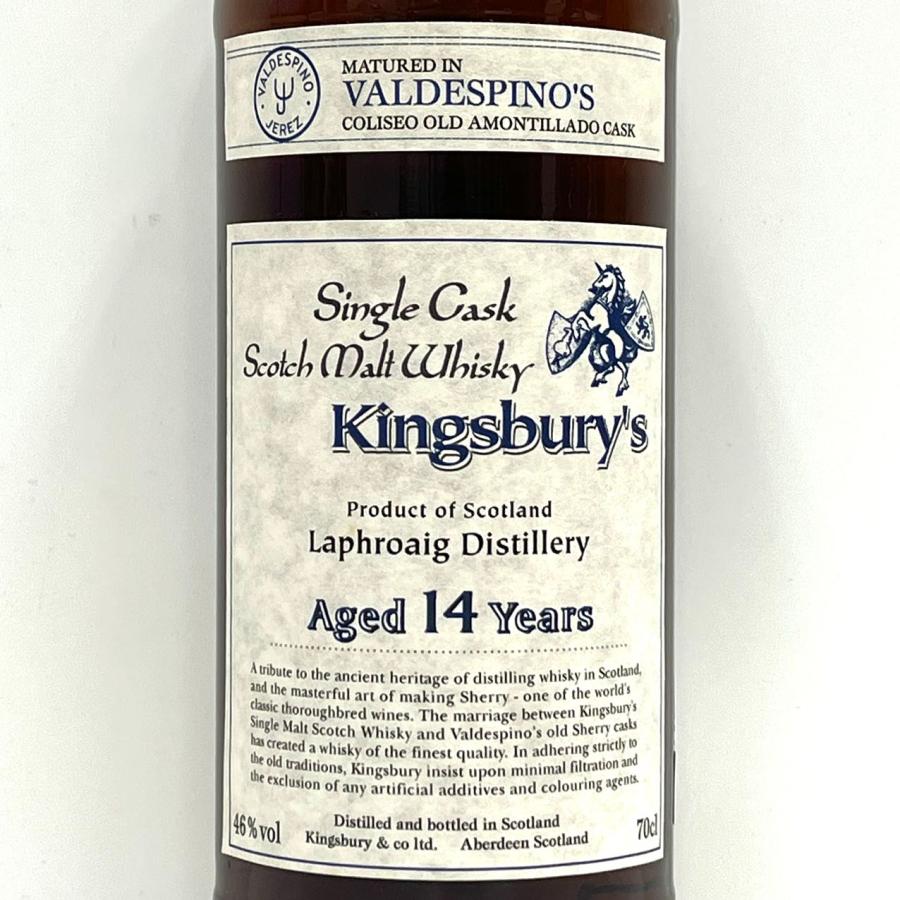 VALDESPINO
JEREZ
MATURED IN
VALDESPINO'S
COLISEO OLD AMONTILLADO CASK
Single Cask
Scotch Malt Whisky
Kingsbury's
Product of Scotland
Laphroaig Distillery
Aged 14 Years
A tribute to the ancient heritage of distilling whisky in Scotland,
and the masterful art of making Sherry - one of the world's
classic thoroughbred wines. The marriage between Kingsbury's
Single Malt Scotch Whisky and Valdespino's old Sherry casks
has created a whisky of the finest quality. In adhering strictly to
the old traditions, Kingsbury insist upon minimal filtration and
the exclusion of any artificial additives and colouring agents.
46%vol
Distilled and bottled in Scotland
Kingsbury & co ltd. Aberdeen Scotland
70cl